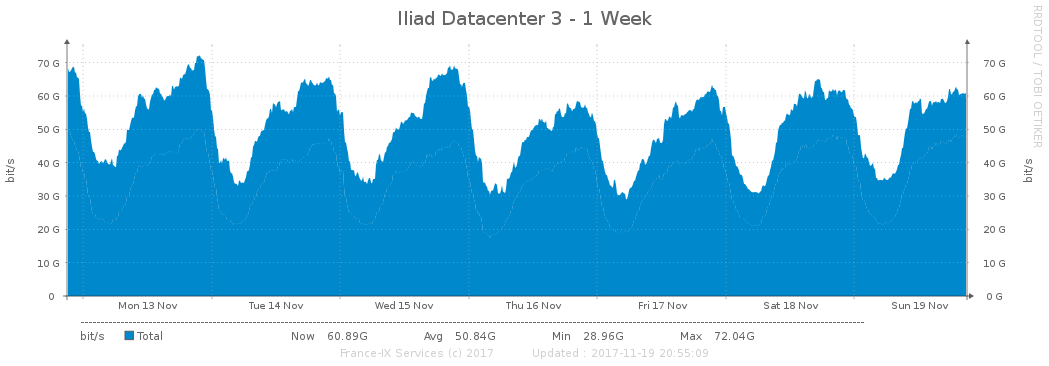 Iliad Datacenter 3 - 1 Week
RRDTOOL / TOBI OETIKER
bit/s
70 G 70 G
60 G 60 G
50 G 50 G
40 G 40 G
30 G 30 G
20 G 20 G
10 G 10 G
0 0 G
bit/s
Mon 13 Nov Tue 14 Nov Wed 15 Nov Thu 16 Nov Fri 17 Nov Sat 18 Nov Sun 19 Nov
bit/s Total Now 60.89G Avg 50.84G Min 28.96G Max 72.04G
France-IX Services (c) 2017 Updated : 2017-11-19 20:55:09